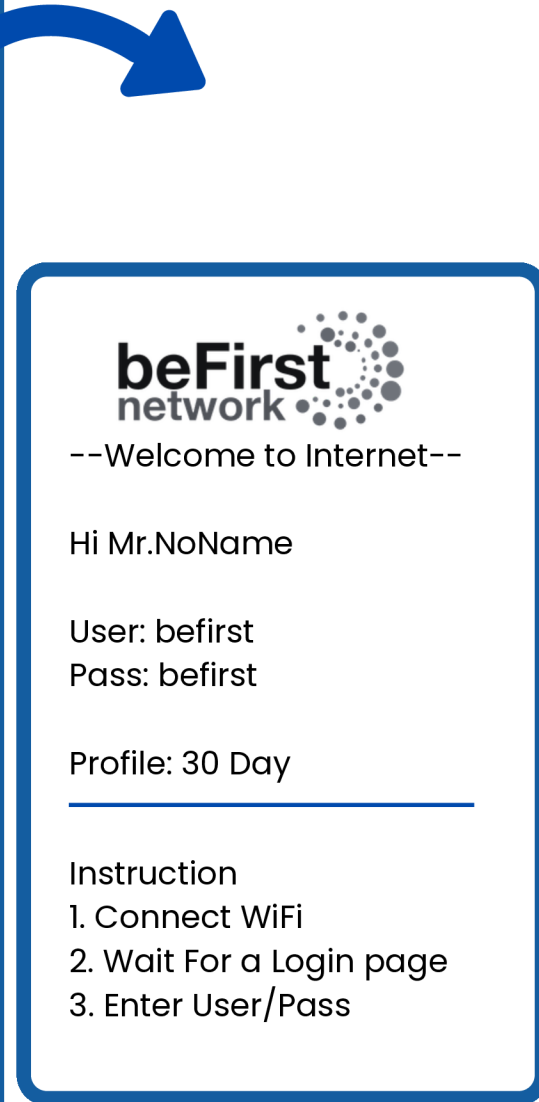 beFirst
network
--Welcome to Internet--
Hi Mr.NoName
User: befirst
Pass: befirst
Profile: 30 Day
Instruction
1. Connect WiFi
2. Wait For a Login page
3. Enter User/Pass